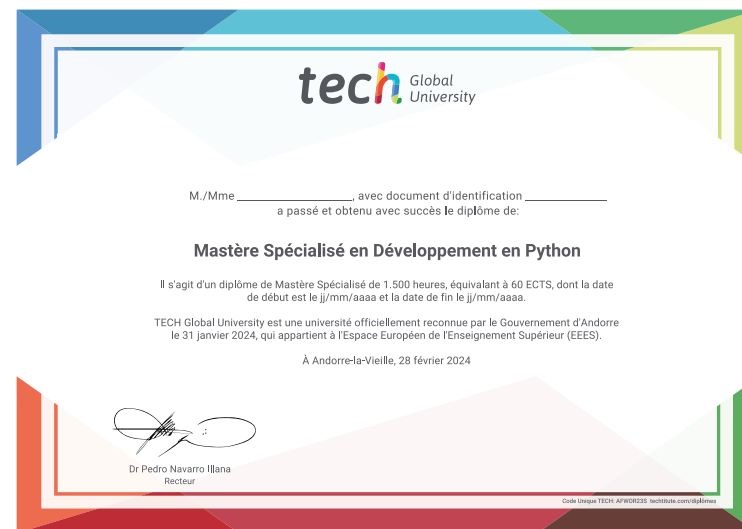 tech Global University
M./Mme ____________________, avec document d'identification ______________
a passé et obtenu avec succès le diplôme de:
Mastère Spécialisé en Développement en Python
Il s'agit d'un diplôme de Mastère Spécialisé de 1.500 heures, équivalant à 60 ECTS, dont la date
de début est le jj/mm/aaaa et la date de fin le jj/mm/aaaa.
TECH Global University est une université officiellement reconnue par le Gouvernement d'Andorre
le 31 janvier 2024, qui appartient à l'Espace Européen de l'Enseignement Supérieur (EEES).
À Andorre-la-Vieille, 28 février 2024
Dr Pedro Navarro Illana
Recteur
Code Unique TECH: AFWOR23S techtitute.com/diplômes